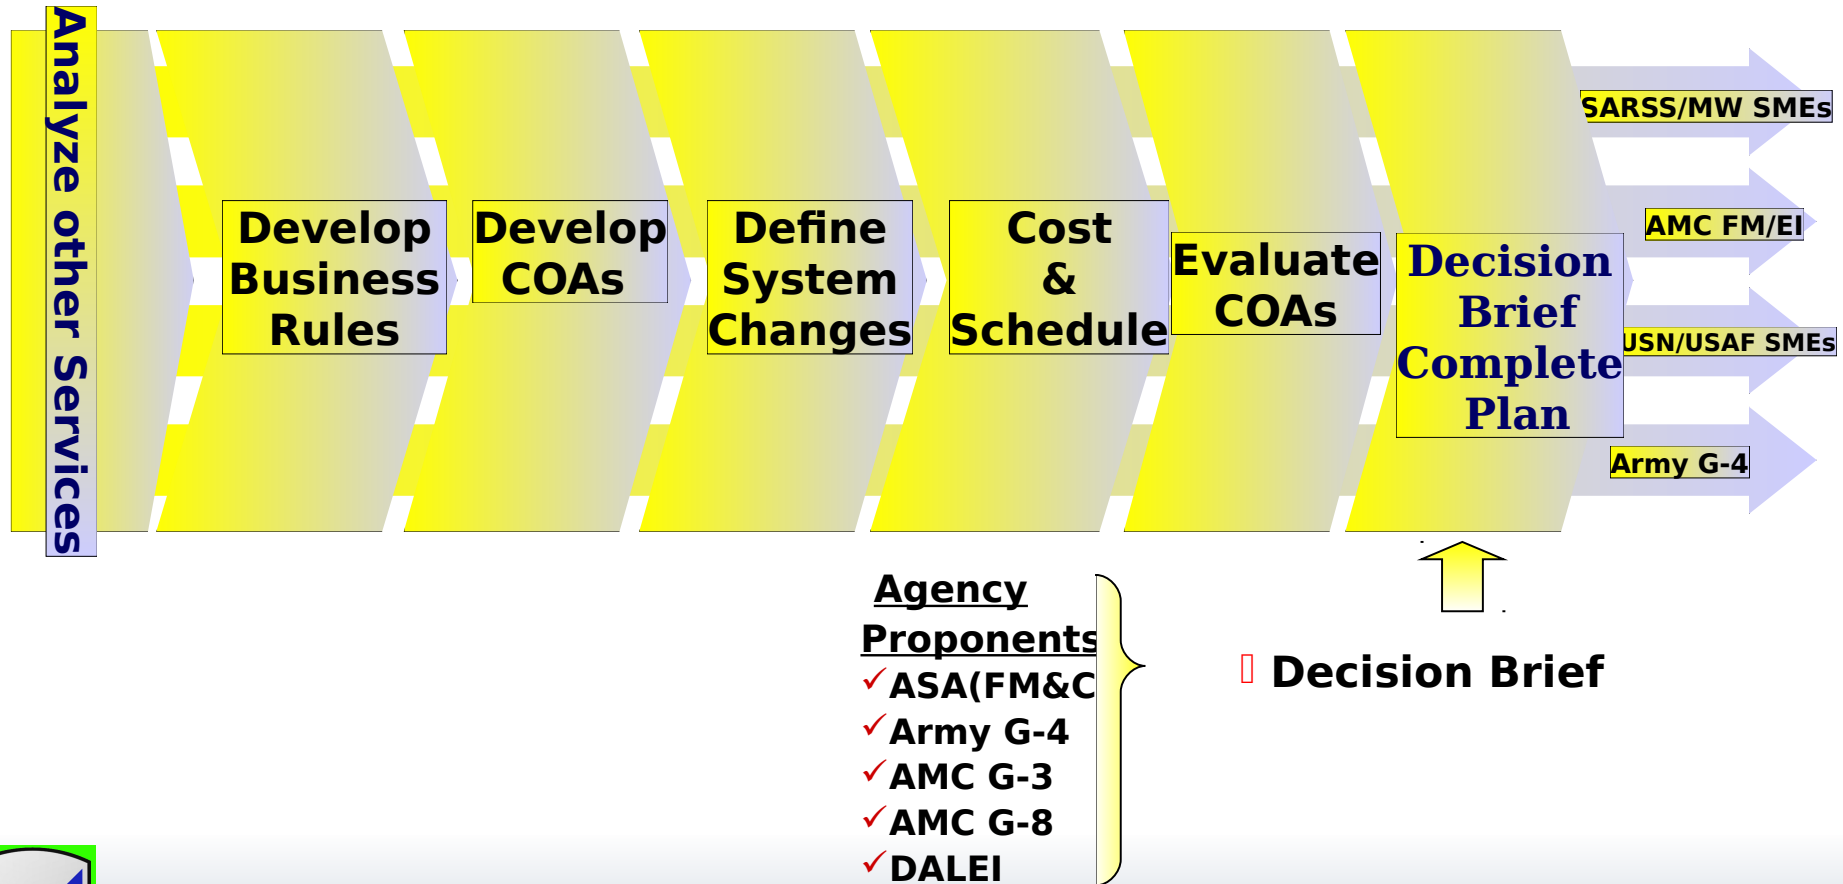 Analyze other Services
Develop
Business
Rules
Develop
COAs
Define
System
Changes
Cost
&
Schedule
Evaluate
COAs
Decision
Brief
Complete
Plan
SARSS/MW SMEs
AMC FM/EI
USN/USAF SMEs
Army G-4
Agency
Proponents
ASA(FM&C
Army G-4
AMC G-3
AMC G-8
DALEI
Decision Brief